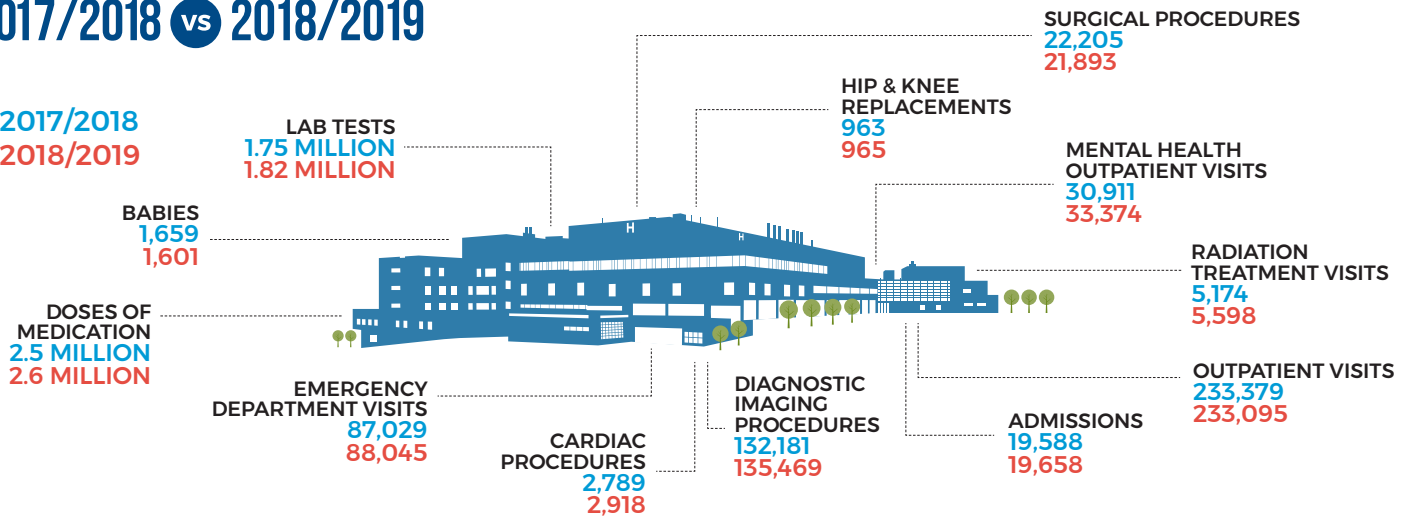 017/2018 VS 2018/2019
2017/2018
2018/2019
SURGICAL PROCEDURES
22,205
21,893
HIP & KNEE
REPLACEMENTS
963
965
LAB TESTS
1.75 MILLION
1.82 MILLION
MENTAL HEALTH
OUTPATIENT VISITS
30,911
33,374
BABIES
1,659
1,601
RADIATION
TREATMENT VISITS
5,174
5,598
DOSES OF
MEDICATION
2.5 MILLION
2.6 MILLION
H
H
EMERGENCY
DEPARTMENT VISITS
87,029
88,045
CARDIAC
PROCEDURES
2,789
2,918
DIAGNOSTIC
IMAGING
PROCEDURES
132,181
135,469
ADMISSIONS
19,588
19,658
OUTPATIENT VISITS
233,379
233,095